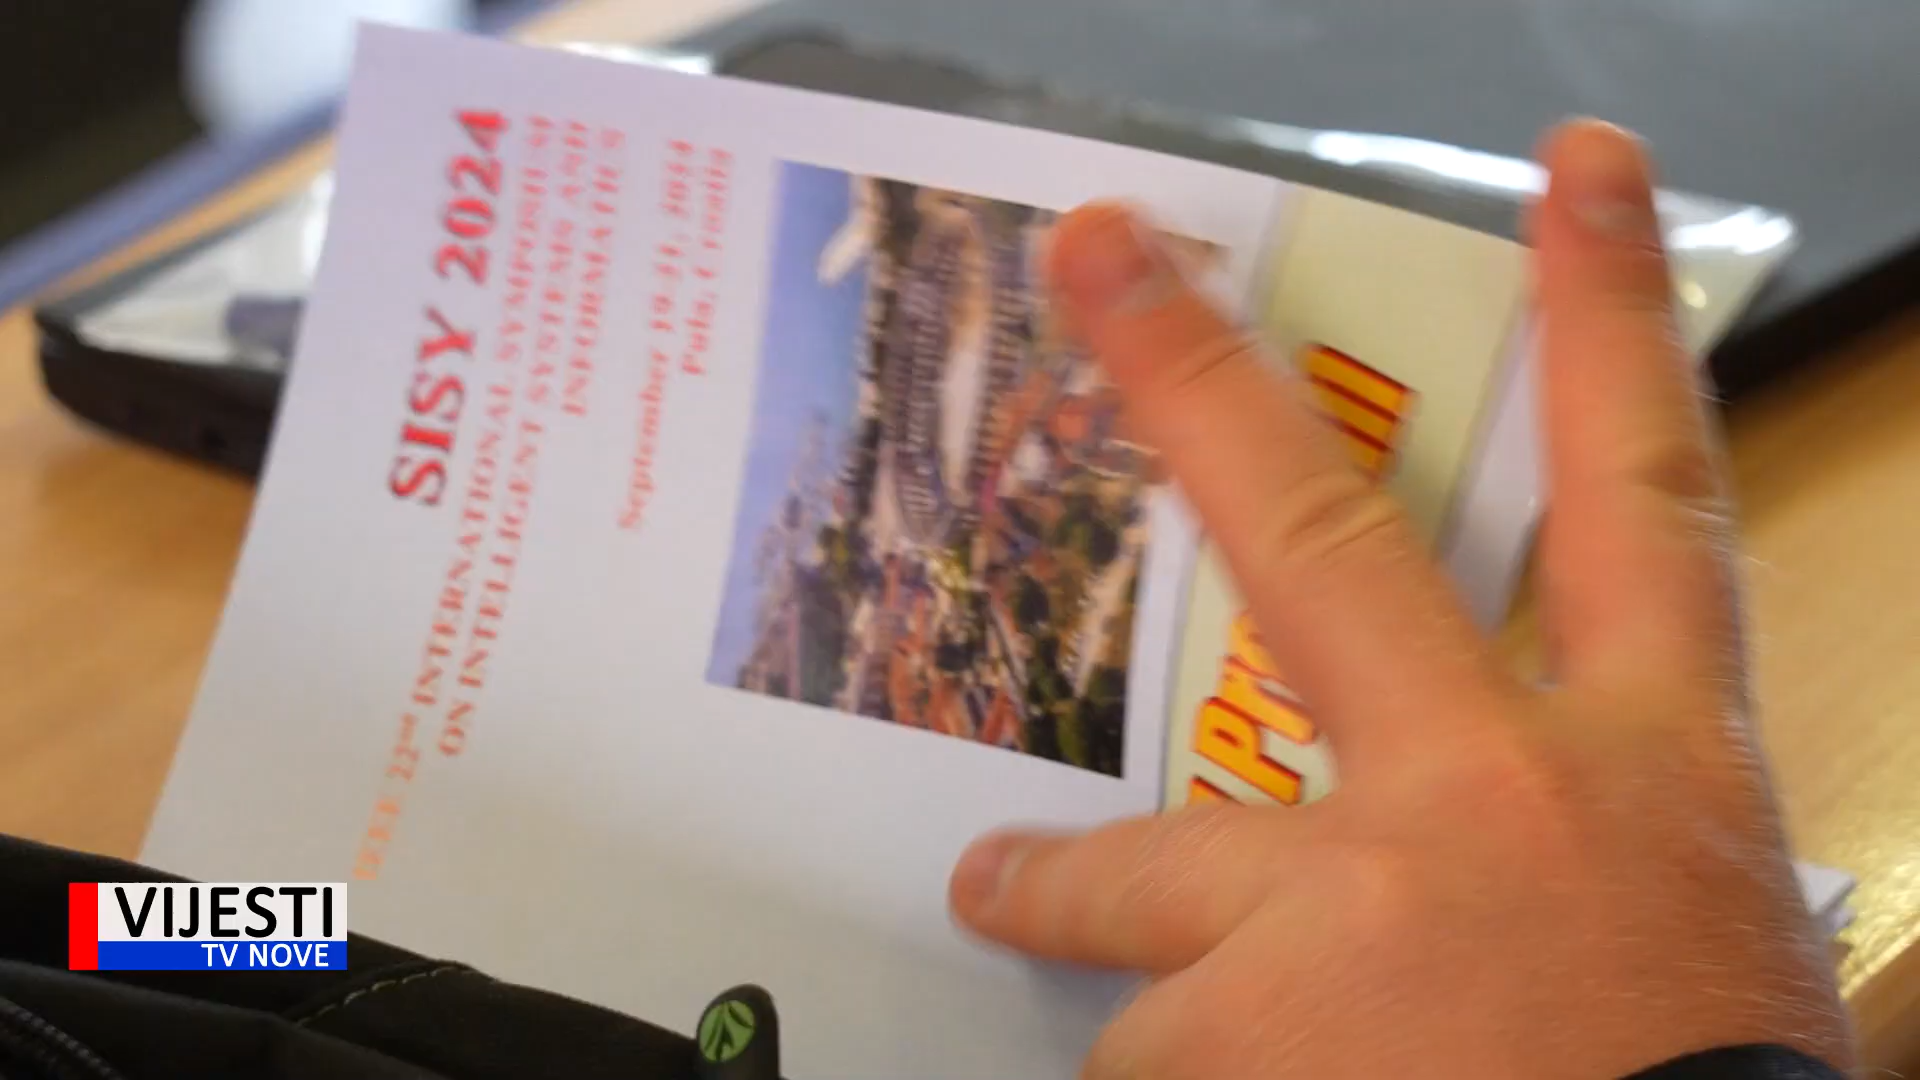 SISY 2024
IEEE 22nd INTERNATIONAL SYMPOSIUM
ON INTELLIGENT SYSTEMS AND
INFORMATICS
September 19-21, 2024
Pula, Croatia
VIJESTI
TV NOVE